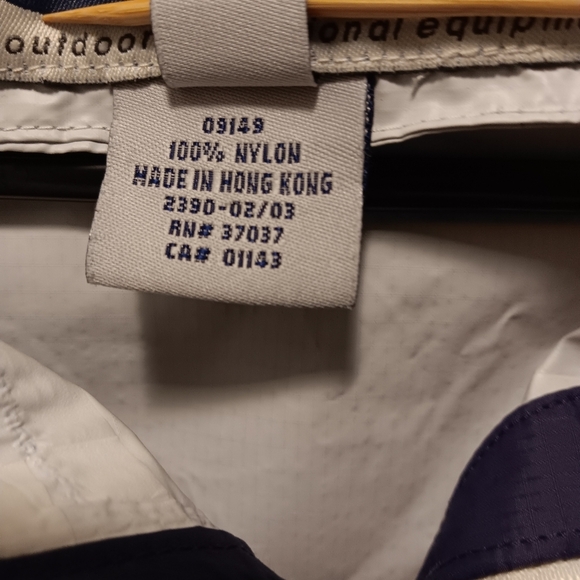 outdoor onal equipm
09149
100% NYLON
MADE IN HONG KONG
2390-02/03
RN# 37037
CA# 01143